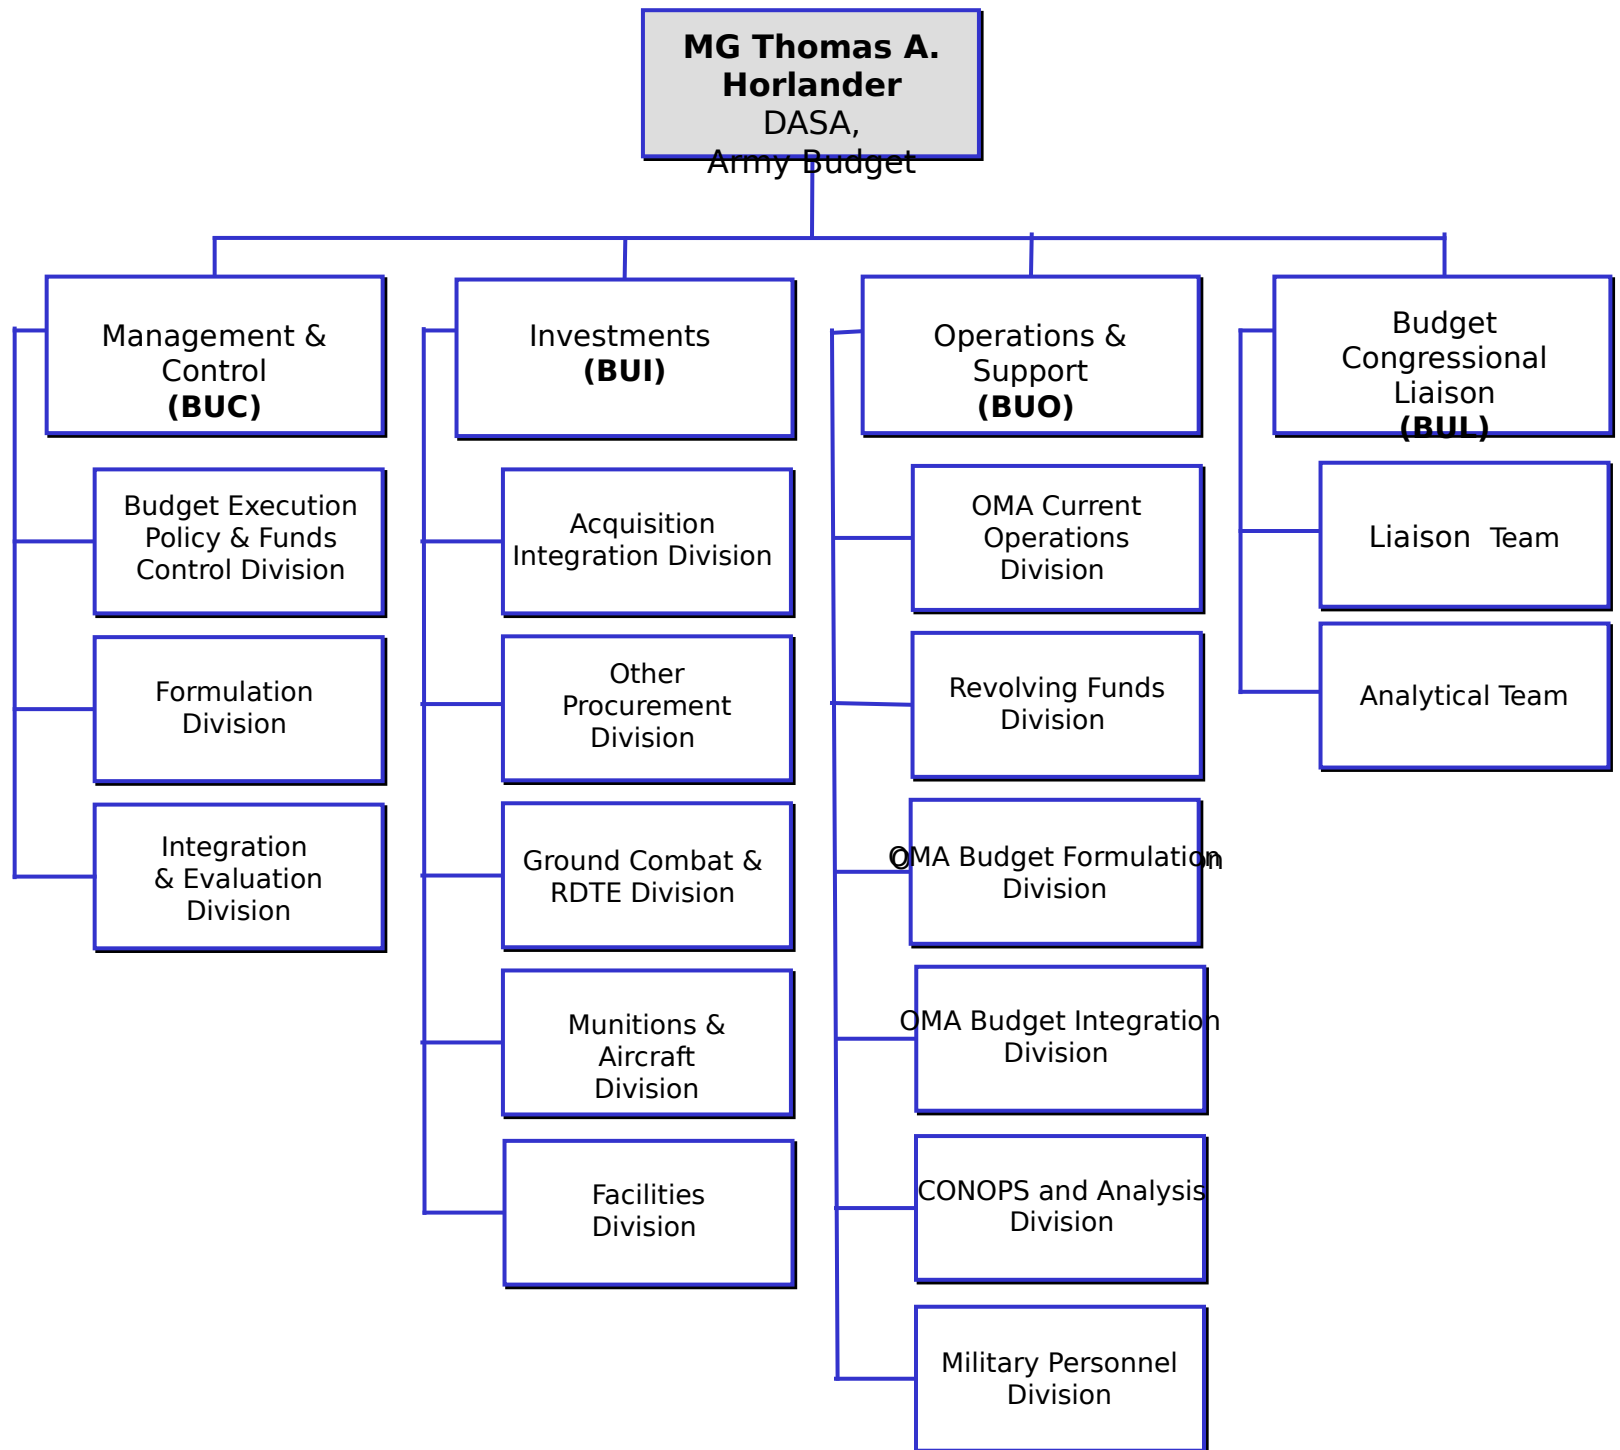 MG Thomas A.
Horlander
DASA,
Army Budget
Management &
Control
(BUC)
Budget Execution
Policy & Funds
Control Division
Formulation
Division
Integration
& Evaluation
Division
Investments
(BUI)
Acquisition
Integration Division
Other
Procurement
Division
Ground Combat &
RDTE Division
Munitions &
Aircraft
Division
Facilities
Division
Operations &
Support
(BUO)
OMA Current
Operations
Division
Revolving Funds
Division
OMA Budget Formulation
Division
OMA Budget Integration
Division
CONOPS and Analysis
Division
Military Personnel
Division
Budget
Congressional
Liaison
(BUL)
Liaison  Team
Analytical Team